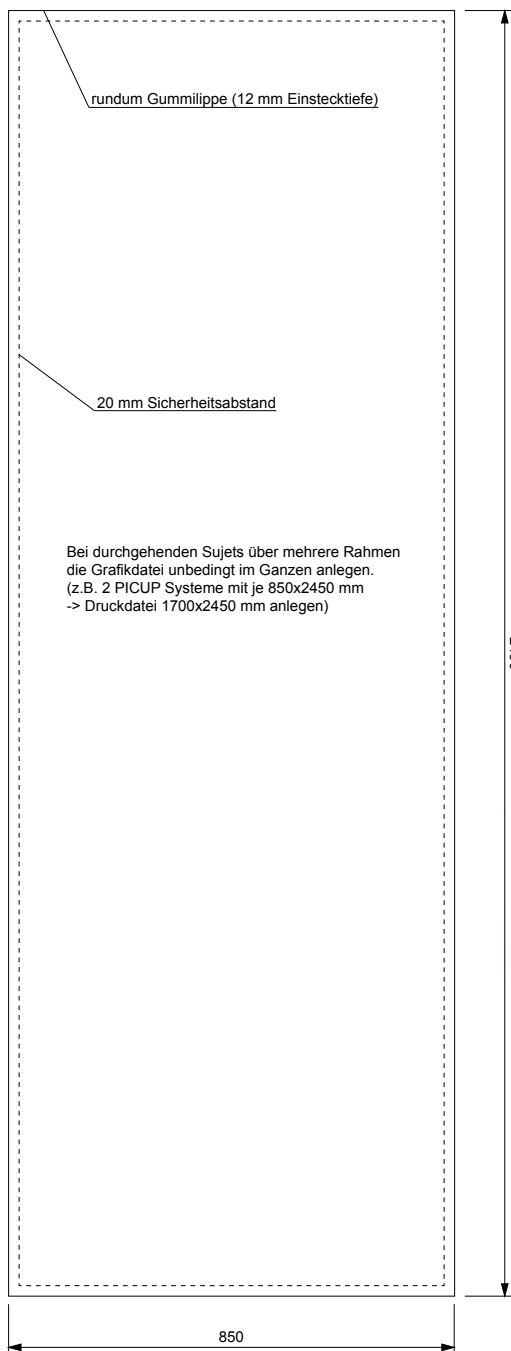 rundum Gummilippe (12 mm Einstecktiefe)
20 mm Sicherheitsabstand
Bei durchgehenden Sujets über mehrere Rahmen
die Grafikdatei unbedingt im Ganzen anlegen.
(z.B. 2 PICUP Systeme mit je 850x2450 mm
-> Druckdatei 1700x2450 mm anlegen)
850